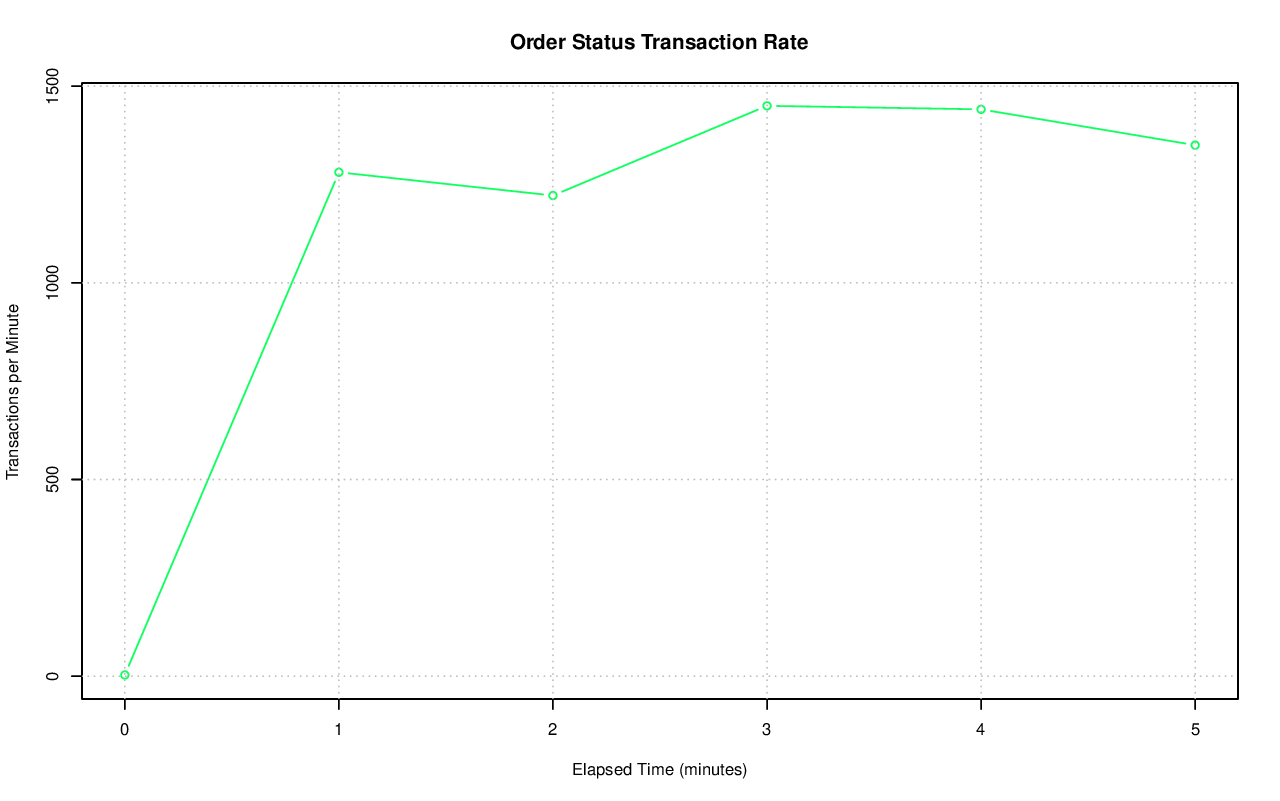 Order Status Transaction Rate
Transactions per Minute
1500
1000
500
0
0 1 2 3 4 5
Elapsed Time (minutes)